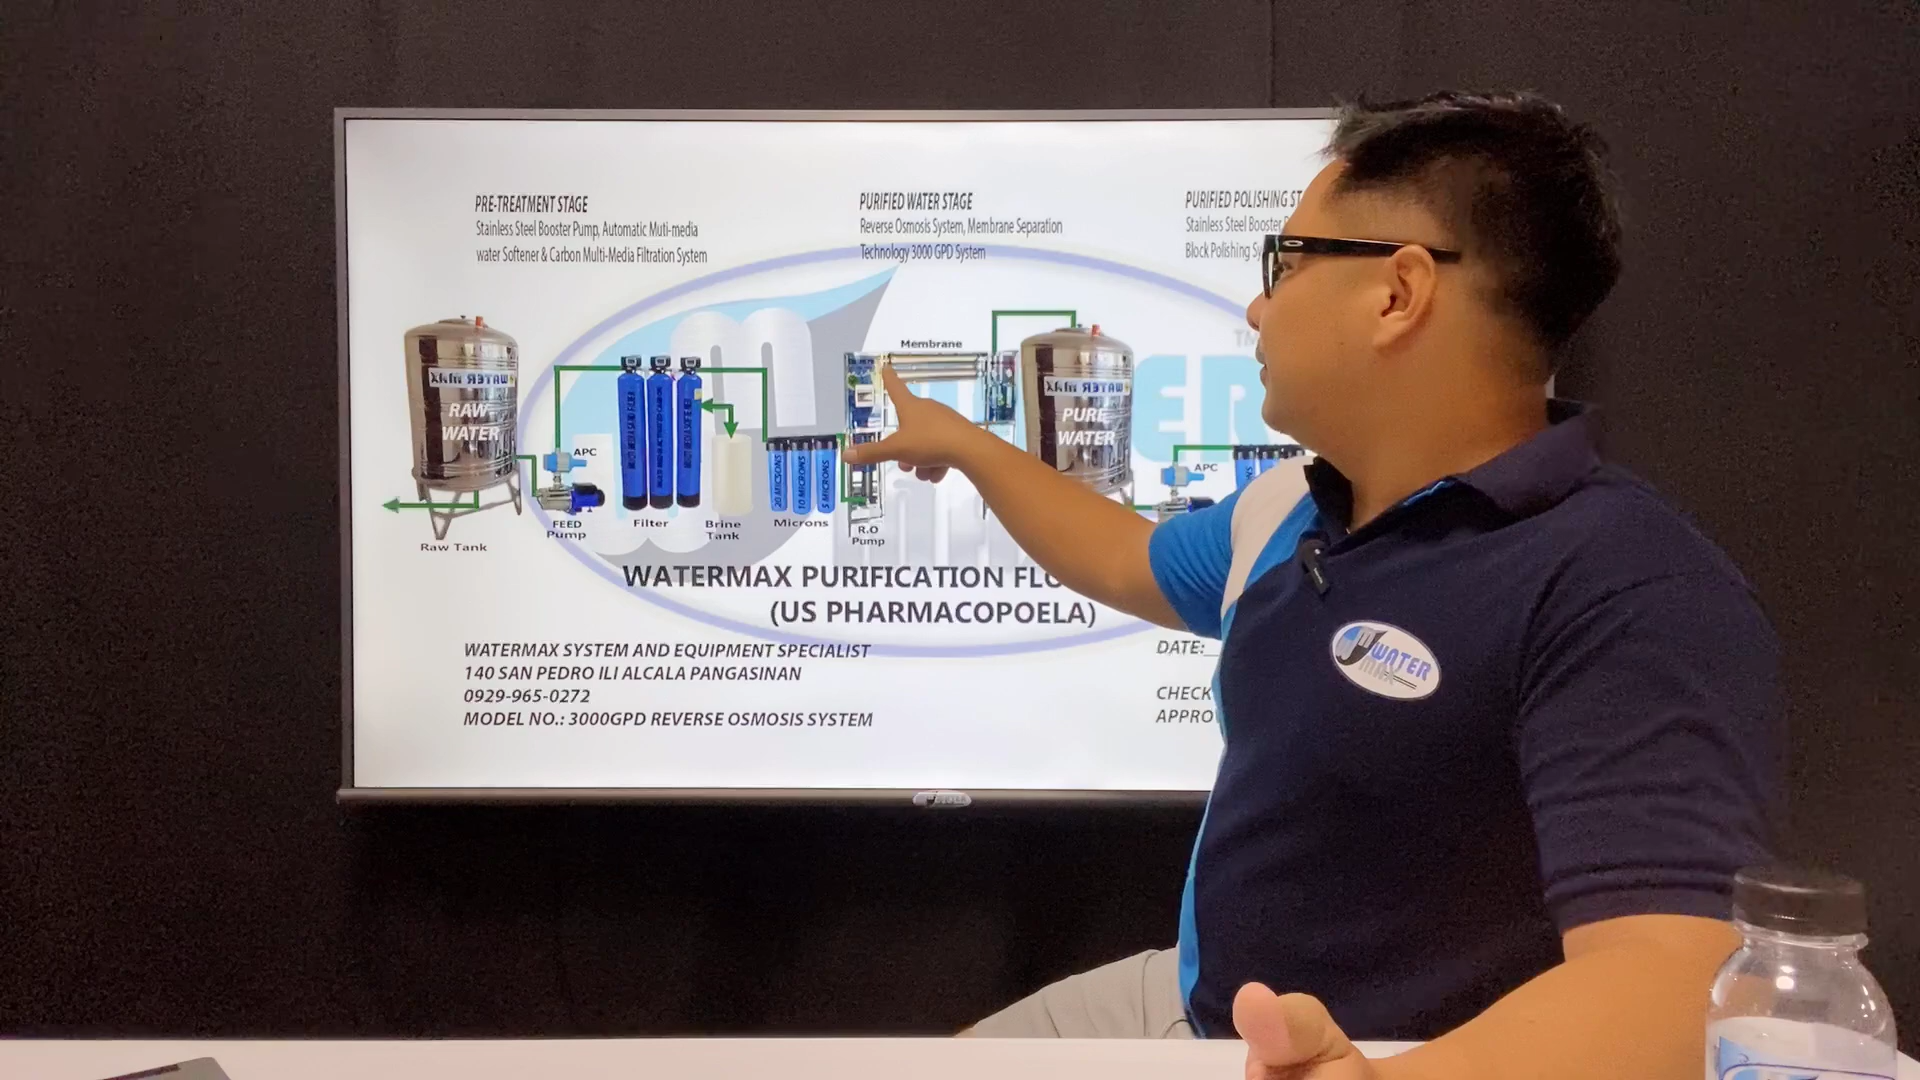 PRE-TREATMENT STAGE
Stainless Steel Booster Pump, Automatic Muti-media
water Softener & Carbon Multi-Media Filtration System
PURIFIED WATER STAGE
Reverse Osmosis System, Membrane Separation
Technology 3000 GPD System
PURIFIED POLISHING ST
Stainless Steel Booster
Block Polishing Sy
TM
WATER MAX
RAW
WATER
Raw Tank
APC
FEED
Pump
Filter
Brine
Tank
20 MICRONS
10 MICRONS
5 MICRONS
Microns
Membrane
R.O
Pump
WATER MAX
PURE
WATER
APC
ER
WATERMAX PURIFICATION FLO
(US PHARMACOPOELA)
WATERMAX SYSTEM AND EQUIPMENT SPECIALIST
140 SAN PEDRO ILI ALCALA PANGASINAN
0929-965-0272
MODEL NO.: 3000GPD REVERSE OSMOSIS SYSTEM
DATE:
CHECK
APPROV
WATER
MAX